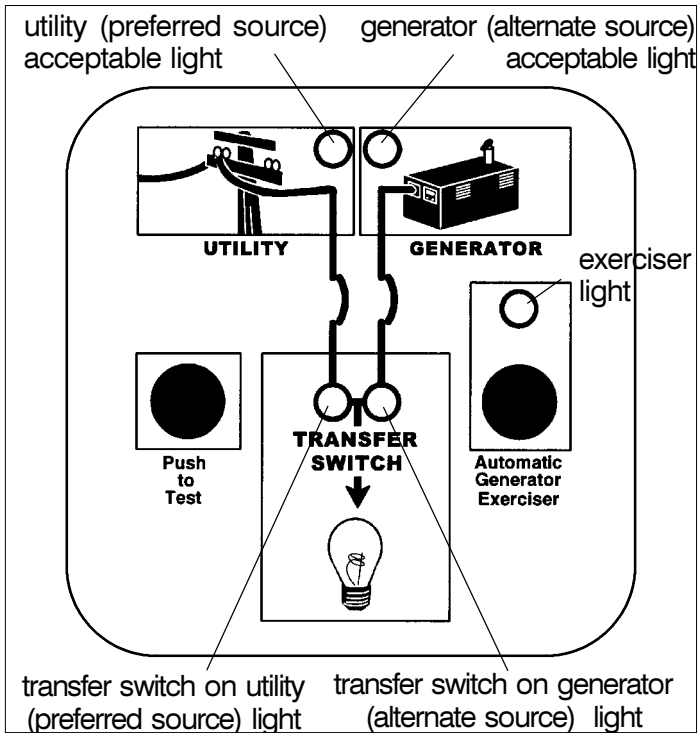 utility (preferred source)
acceptable light
generator (alternate source)
acceptable light
UTILITY
GENERATOR
exerciser
light
Push
to
Test
TRANSFER
SWITCH
Automatic
Generator
Exerciser
transfer switch on utility
(preferred source) light
transfer switch on generator
(alternate source) light